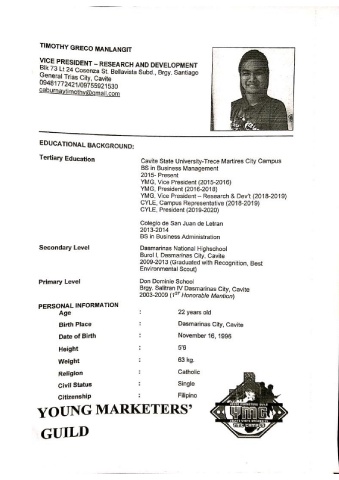 TIMOTHY GRECO MANLANGIT
VICE PRESIDENT – RESEARCH AND DEVELOPMENT
Blk 73 Lt 24 Cosenza St. Bellavista Subd., Brgy. Santiago
General Trias City, Cavite
09481772421/09755921530
caburnaytimothy@gmail.com
EDUCATIONAL BACKGROUND:
Tertiary Education
Cavite State University-Trece Martires City Campus
BS in Business Management
2015- Present
YMG, Vice President (2015-2016)
YMG, President (2016-2018)
YMG, Vice President – Research & Dev't (2018-2019)
CYLE, Campus Representative (2018-2019)
CYLE, President (2019-2020)
Colegio de San Juan de Letran
2013-2014
BS in Business Administration
Secondary Level
Dasmarinas National Highschool
Burol I, Dasmarinas City, Cavite
2009-2013 (Graduated with Recognition, Best
Environmental Scout)
Primary Level
Don Dominie School
Brgy. Salitran IV Dasmarinas City, Cavite
2003-2009 (1ST Honorable Mention)
PERSONAL INFORMATION
Age : 22 years old
Birth Place : Dasmarinas City, Cavite
Date of Birth : November 16, 1996
Height : 5'6
Weight : 63 kg.
Religion : Catholic
Civil Status : Single
Citizenship : Filipino
YOUNG MARKETERS'
GUILD
YMG